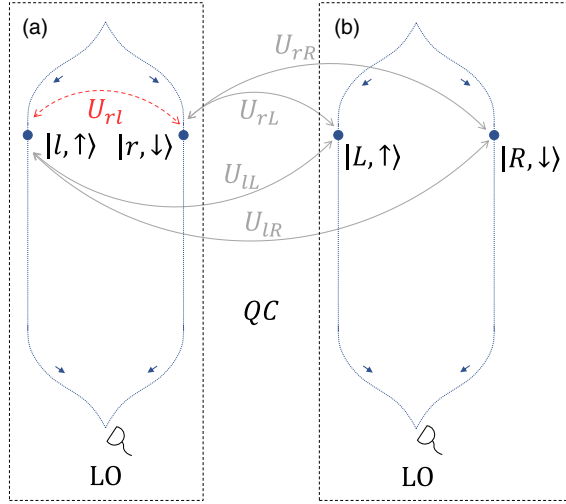 (a)
(b)
U_{rR}
U_{rl}
U_{rL}
|l,↑⟩ |r,↓⟩
|L,↑⟩
|R,↓⟩
U_{lL}
U_{lR}
QC
LO
LO